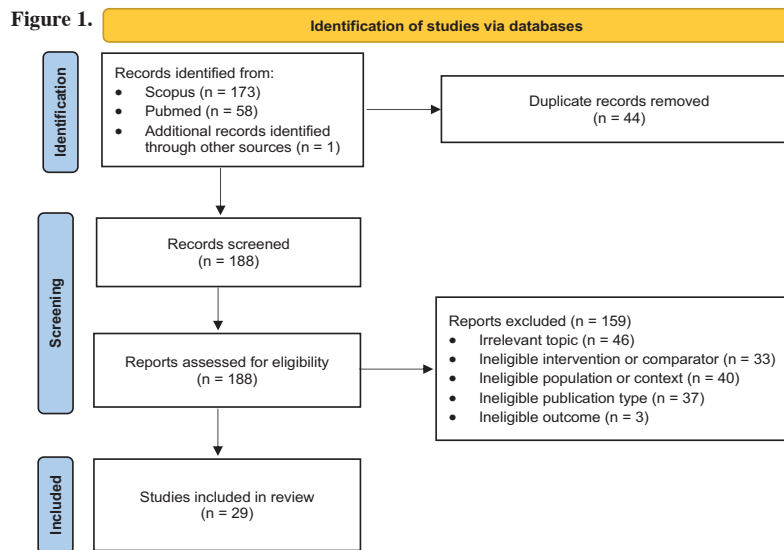 Figure 1.
Identification of studies via databases
Identification
Records identified from:
• Scopus (n = 173)
• Pubmed (n = 58)
• Additional records identified
through other sources (n = 1)
Duplicate records removed
(n = 44)
Screening
Records screened
(n = 188)
Reports assessed for eligibility
(n = 188)
Reports excluded (n = 159)
• Irrelevant topic (n = 46)
• Ineligible intervention or comparator (n = 33)
• Ineligible population or context (n = 40)
• Ineligible publication type (n = 37)
• Ineligible outcome (n = 3)
Included
Studies included in review
(n = 29)